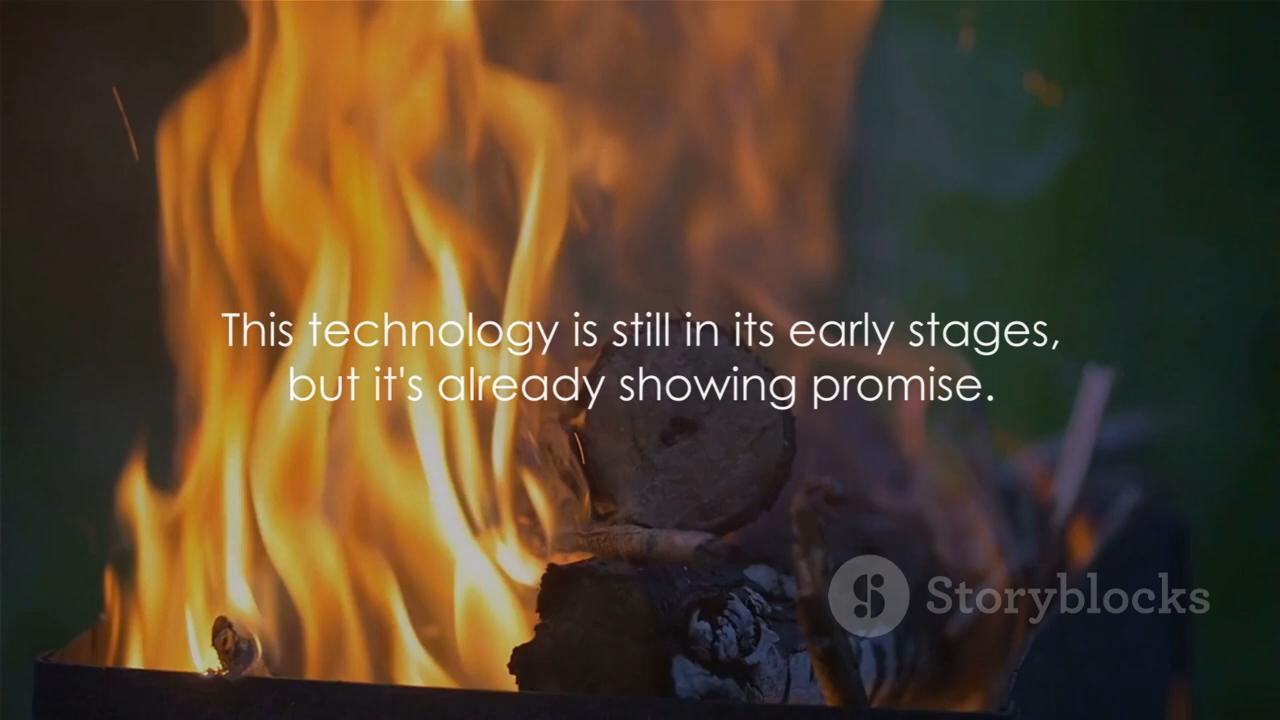 This technology is still in its early stages,
but it's already showing promise.
Storyblocks